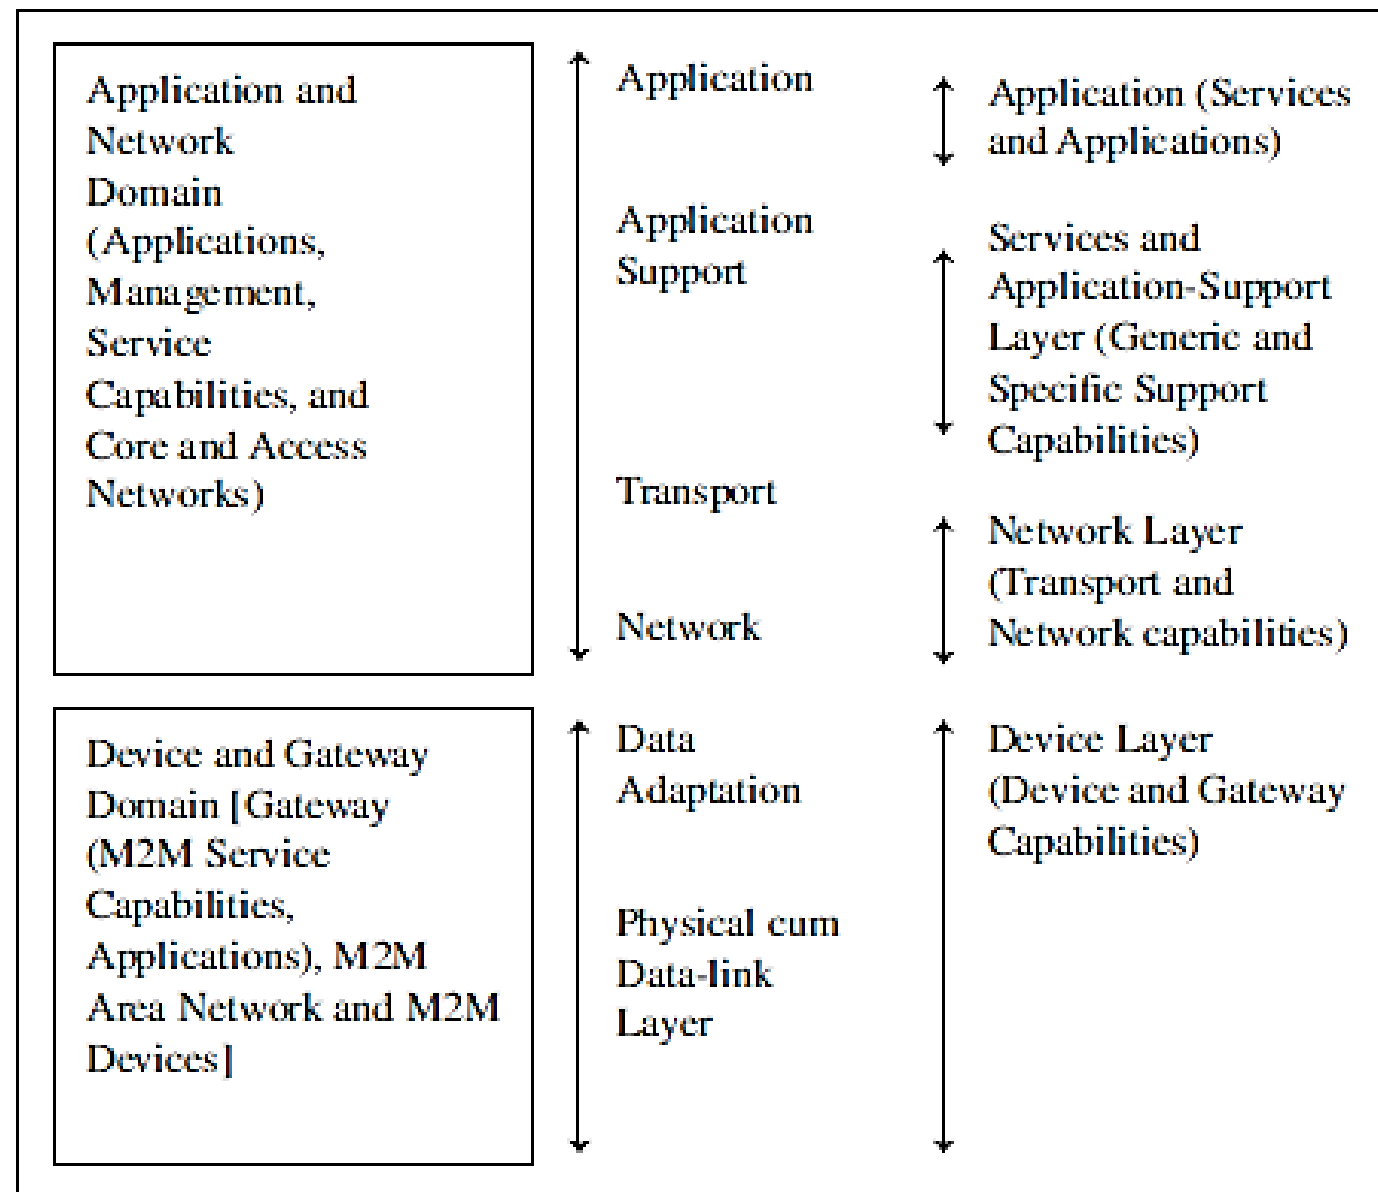 Application and
Network
Domain
(Applications,
Management,
Service
Capabilities, and
Core and Access
Networks)
Application
Application
Support
Transport
Network
Application (Services
and Applications)
Services and
Application-Support
Layer (Generic and
Specific Support
Capabilities)
Network Layer
(Transport and
Network capabilities)
Device and Gateway
Domain [Gateway
(M2M Service
Capabilities,
Applications), M2M
Area Network and M2M
Devices]
Data
Adaptation
Physical cum
Data-link
Layer
Device Layer
(Device and Gateway
Capabilities)